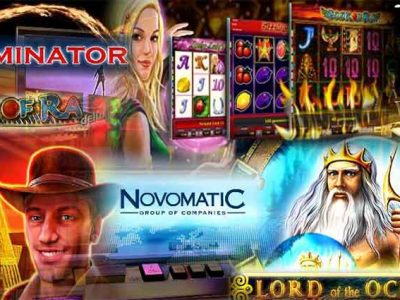 MINATOR
OF RA
NOVOMATIC
GROUP OF COMPANIES
LORD of the OC